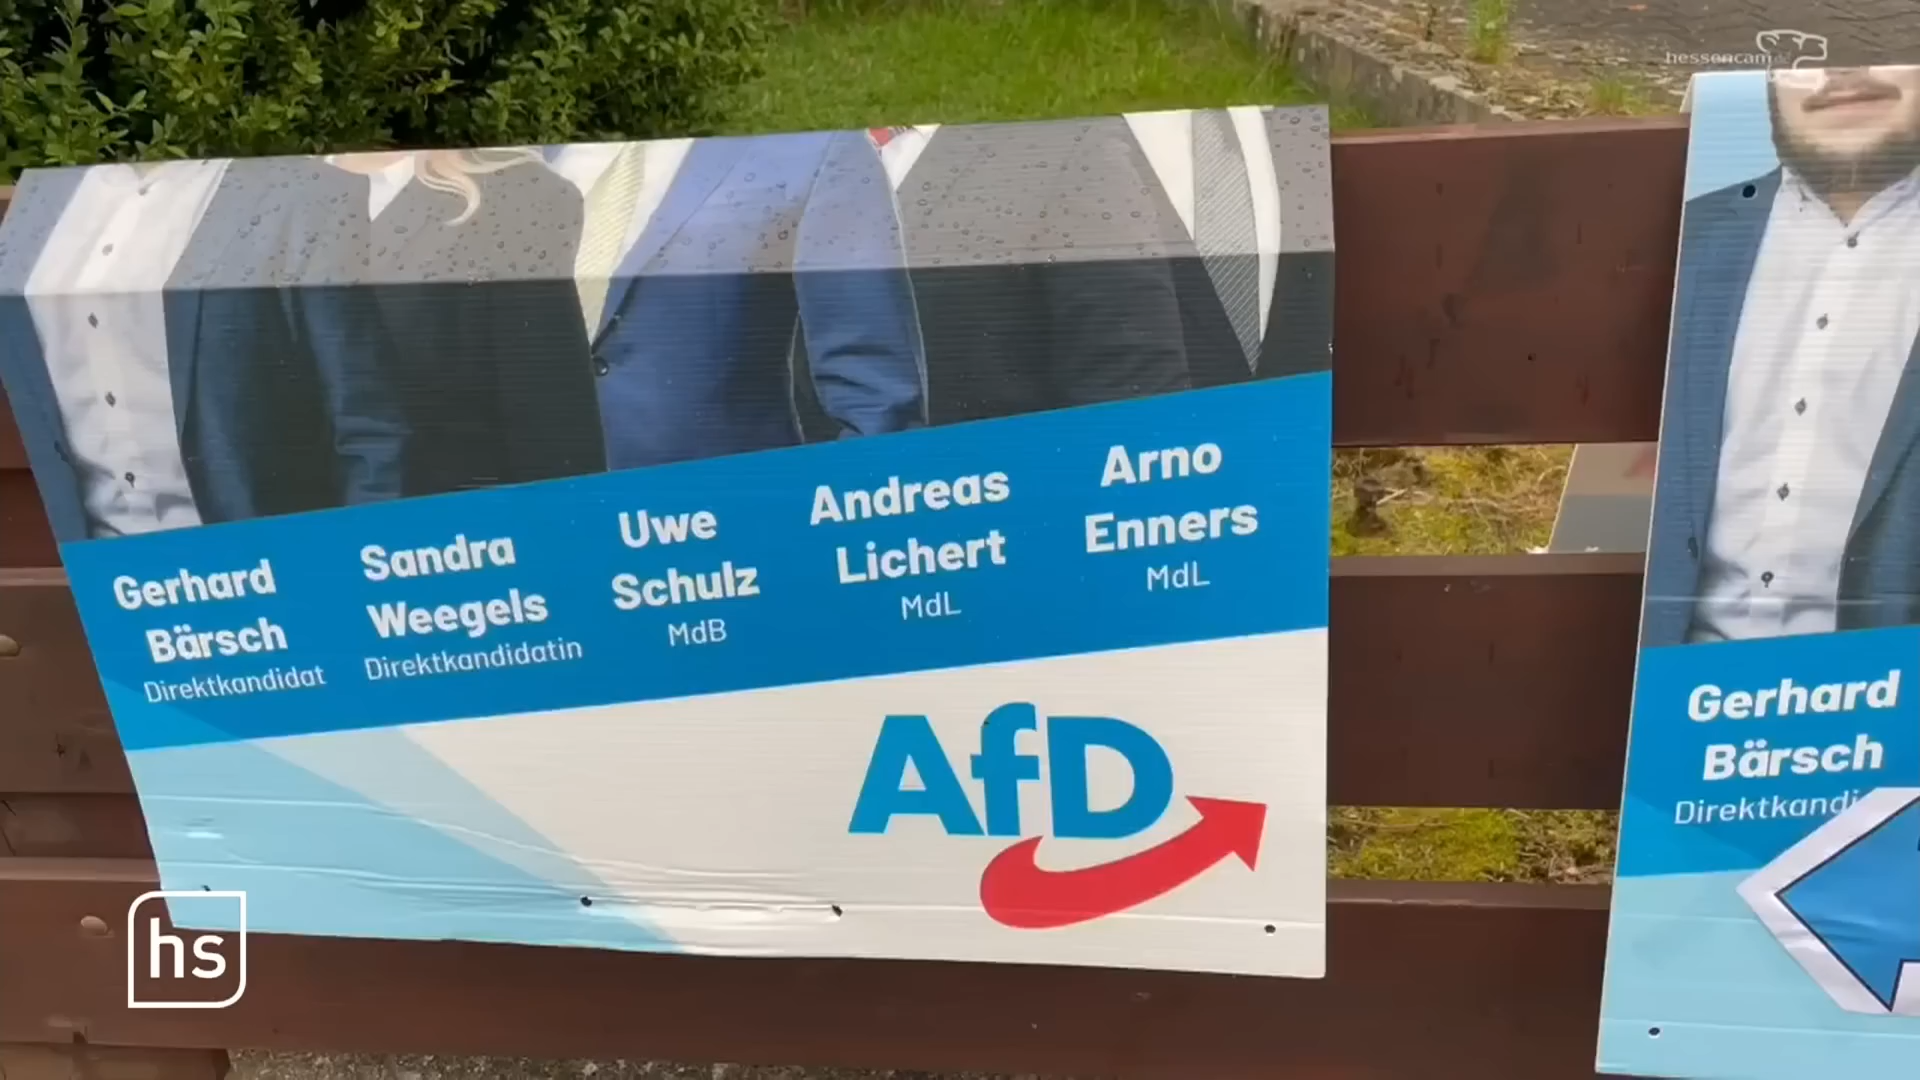 hessencam
Gerhard
Bärsch
Direktkandidat
Sandra
Weegels
Direktkandidatin
Uwe
Schulz
MdB
Andreas
Lichert
MdL
Arno
Enners
MdL
AfD
Gerhard
Bärsch
hs